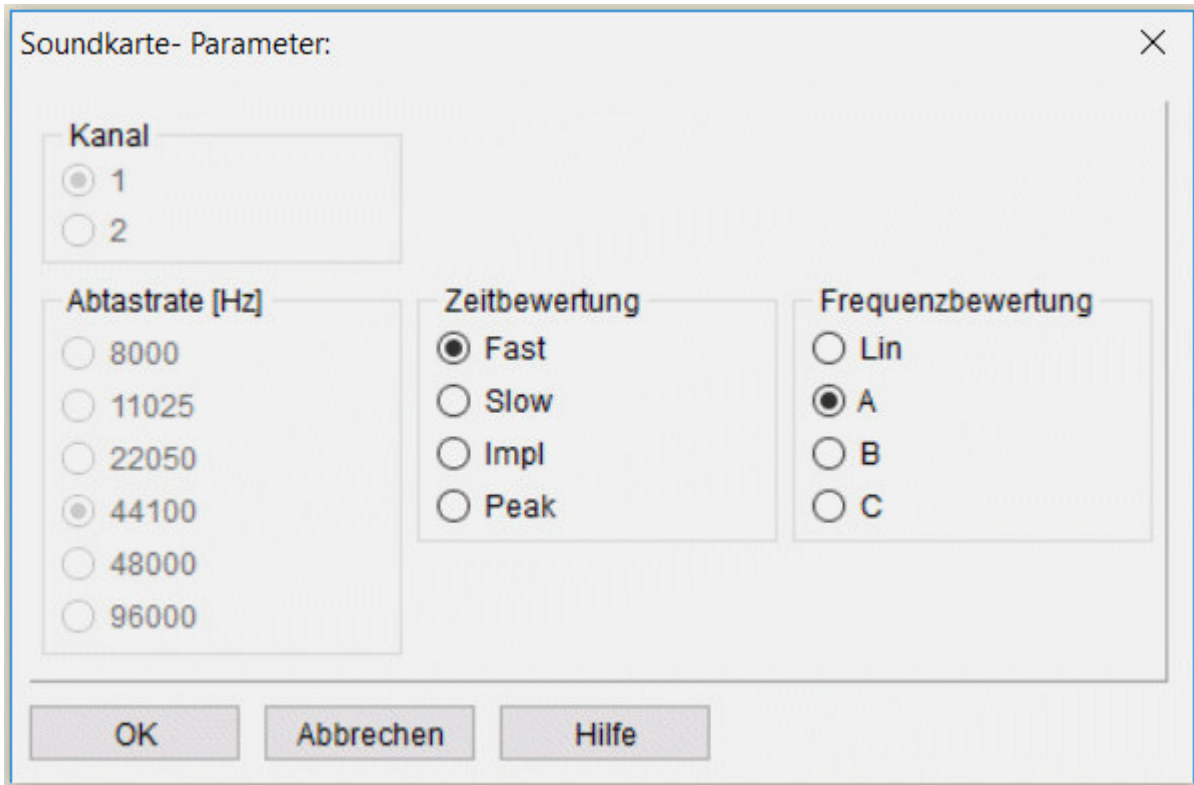 Soundkarte- Parameter:
Kanal
1
2
Abtastrate [Hz]
8000
11025
22050
44100
48000
96000
Zeitbewertung
Fast
Slow
Impl
Peak
Frequenzbewertung
Lin
A
B
C
OK
Abbrechen
Hilfe